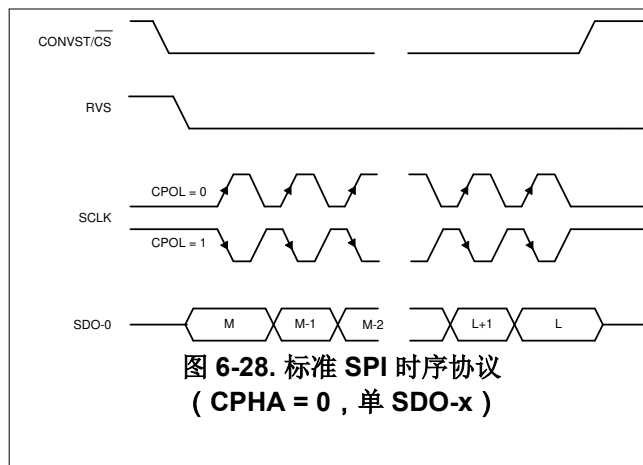 CONVST/CS
RVS
CPOL = 0
SCLK
CPOL = 1
SDO-0
M
M-1
M-2
L+1
L
图 6-28. 标准 SPI 时序协议
( CPHA = 0，单 SDO-x )